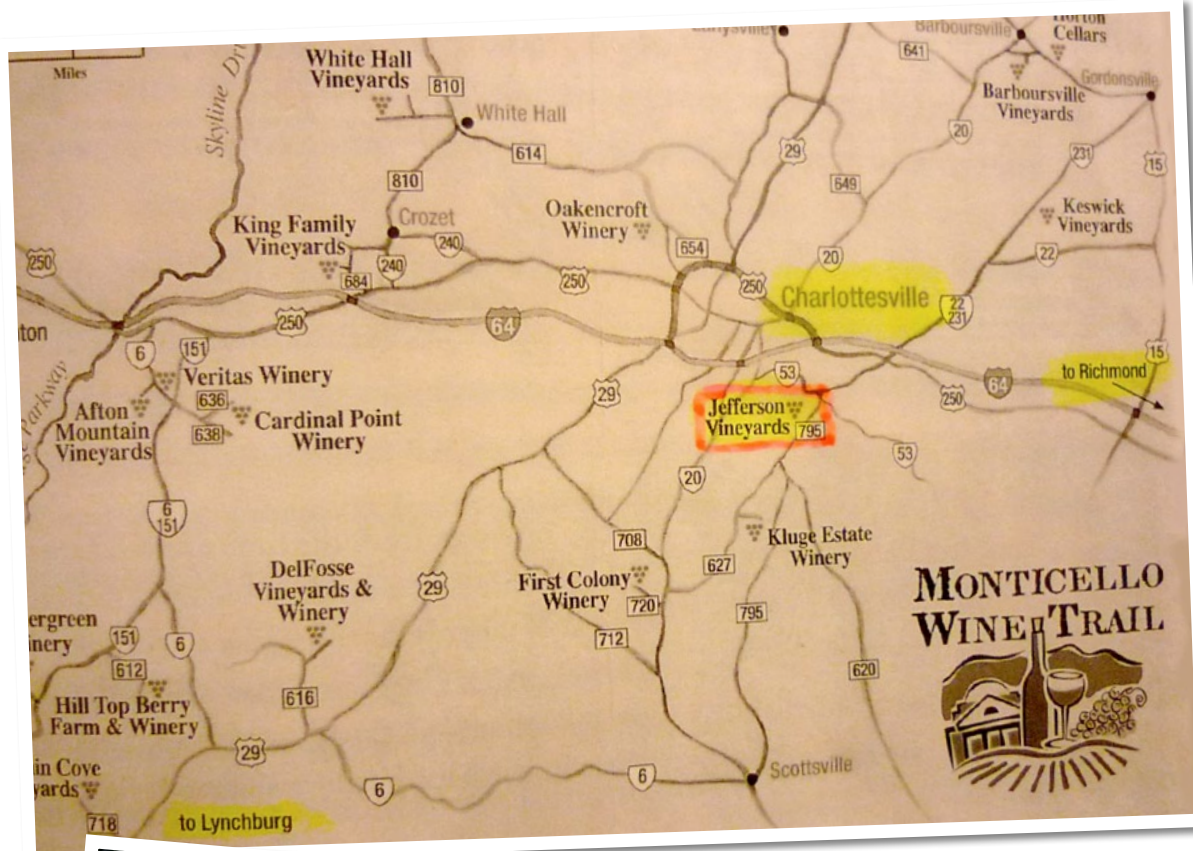 Miles
Skyline
White Hall
Vineyards
810
White Hall
614
810
Crozet
240
240
King Family
Vineyards
684
250
250
250
64
Oakencroft
Winery
654
29
649
641
Barboursville
Cellars
Barboursville
Vineyards
Gordonsville
20
231
15
Keswick
Vineyards
22
20
250
Charlottesville
22
231
15
to Richmond
64
250
53
Jefferson
Vineyards
795
53
20
29
6
151
Veritas Winery
636
638
Afton
Mountain
Vineyards
Cardinal Point
Winery
Parkway
6
151
DelFosse
Vineyards &
Winery
29
708
First Colony
Winery
720
712
627
Kluge Estate
Winery
795
620
151
6
612
Hill Top Berry
Farm & Winery
616
29
6
6
Scottsville
718
to Lynchburg
MONTICELLO
WINE TRAIL